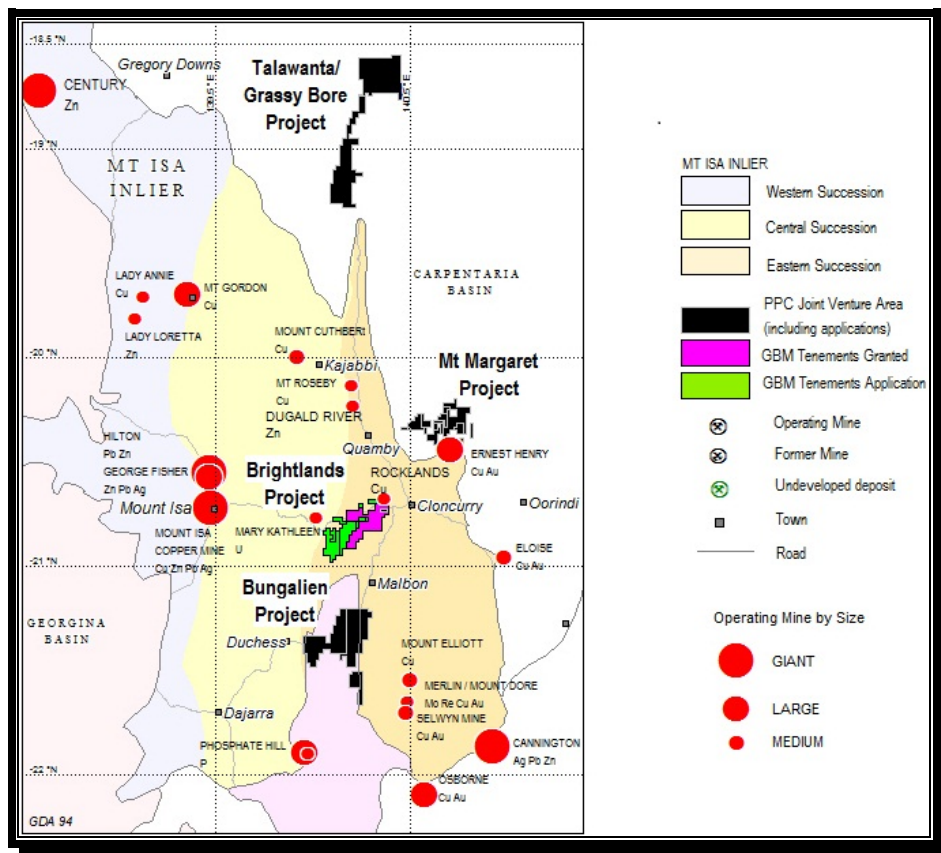 -18.5 °N
Gregory Downs
139.5 °E
140.5 °E
Talawanta/
Grassy Bore
Project
CENTURY
Zn
-19 °N
MT ISA
INLIER
CARPENTARIA
BASIN
LADY ANNIE
Cu
MT GORDON
Cu
LADY LORETTA
Zn
MOUNT CUTHBERT
Cu
-20 °N
Kajabbi
Mt Margaret
Project
MT ROSEBY
Cu
DUGALD RIVER
Zn
Quamby
HILTON
Pb Zn
GEORGE FISHER
Zn Pb Ag
Brightlands
Project
ERNEST HENRY
Cu Au
ROCKLANDS
Cu
Cloncurry
Oorindi
Mount Isa
MOUNT ISA
COPPER MINE
Cu Zn Pb Ag
MARY KATHLEEN
U
ELOISE
Cu Au
-21 °N
Malbon
Bungalien
Project
GEORGINA
BASIN
Duchess
MOUNT ELLIOTT
Cu
MERLIN / MOUNT DORE
Mo Re Cu Au
SELWYN MINE
Cu Au
Dajarra
PHOSPHATE HILL
P
CANNINGTON
Ag Pb Zn
-22 °N
OSBORNE
Cu Au
GDA 94
MT ISA INLIER
Western Succession
Central Succession
Eastern Succession
PPC Joint Venture Area
(including applications)
GBM Tenements Granted
GBM Tenements Application
Operating Mine
Former Mine
Undeveloped deposit
Town
Road
Operating Mine by Size
GIANT
LARGE
MEDIUM